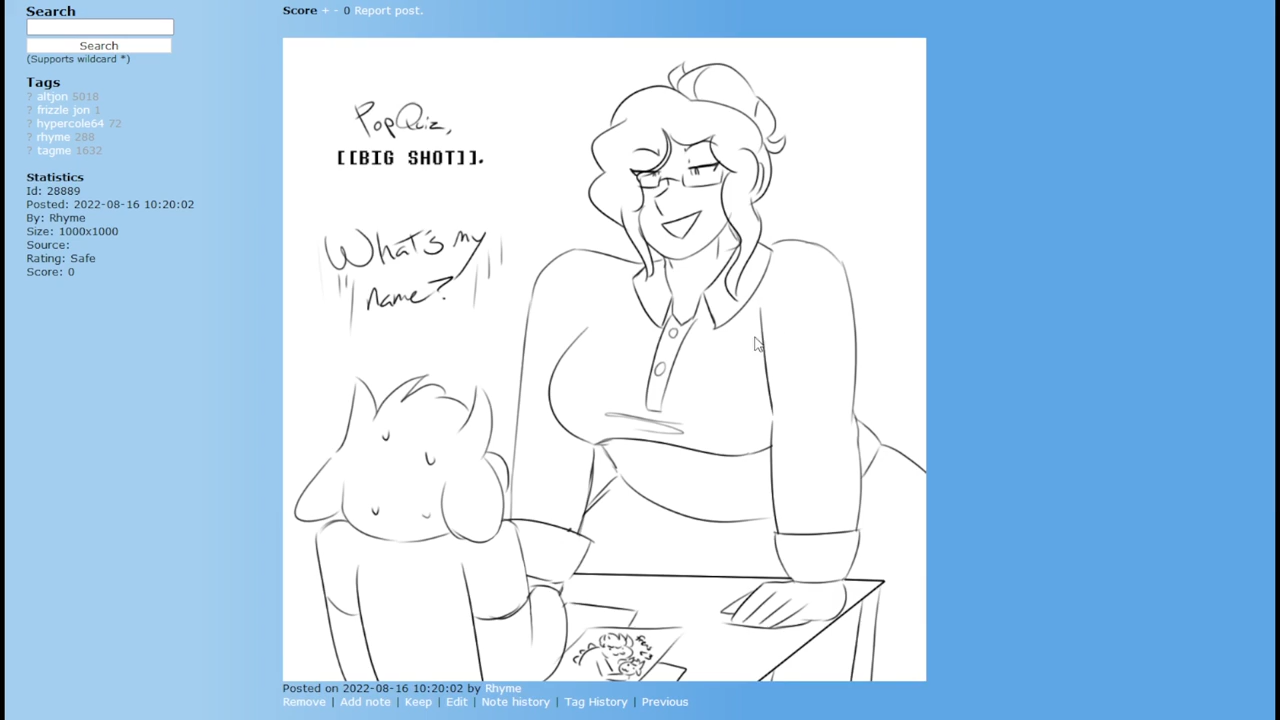 Search
Search
(Supports wildcard *)
Tags
? altjon 5018
? frizzle jon 1
? hypercole64 72
? rhyme 288
? tagme 1632
Statistics
Id: 28889
Posted: 2022-08-16 10:20:02
By: Rhyme
Size: 1000x1000
Source:
Rating: Safe
Score: 0
Score + - 0 Report post.
Pop Quiz,
[[BIG SHOT]].
What's my
name?
Posted on 2022-08-16 10:20:02 by Rhyme
Remove | Add note | Keep | Edit | Note history | Tag History | Previous